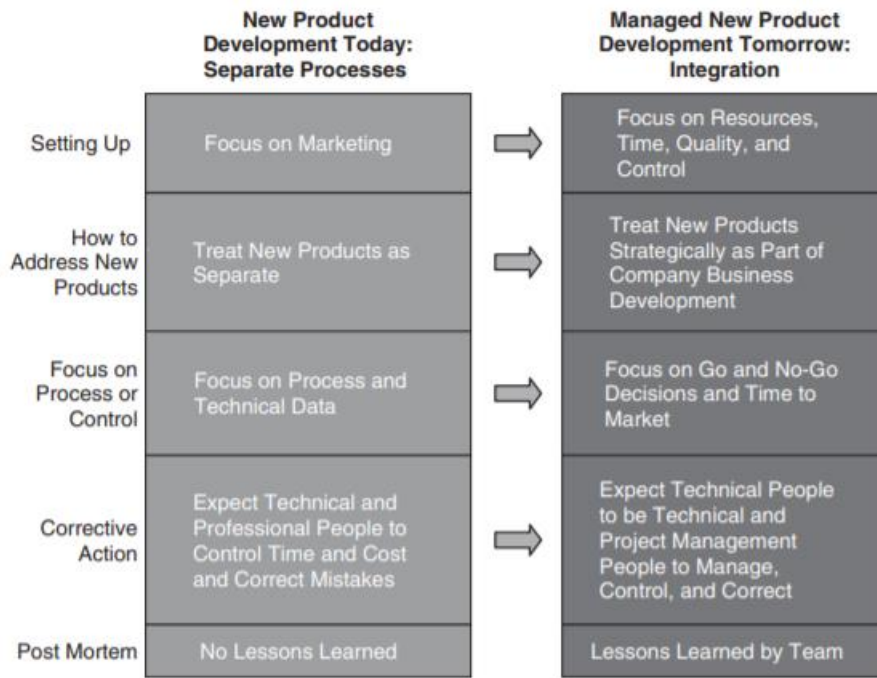 New Product
Development Today:
Separate Processes
Managed New Product
Development Tomorrow:
Integration
Setting Up
Focus on Marketing
Focus on Resources,
Time, Quality, and
Control
How to
Address New
Products
Treat New Products as
Separate
Treat New Products
Strategically as Part of
Company Business
Development
Focus on
Process or
Control
Focus on Process and
Technical Data
Focus on Go and No-Go
Decisions and Time to
Market
Corrective
Action
Expect Technical and
Professional People to
Control Time and Cost
and Correct Mistakes
Expect Technical People
to be Technical and
Project Management
People to Manage,
Control, and Correct
Post Mortem
No Lessons Learned
Lessons Learned by Team